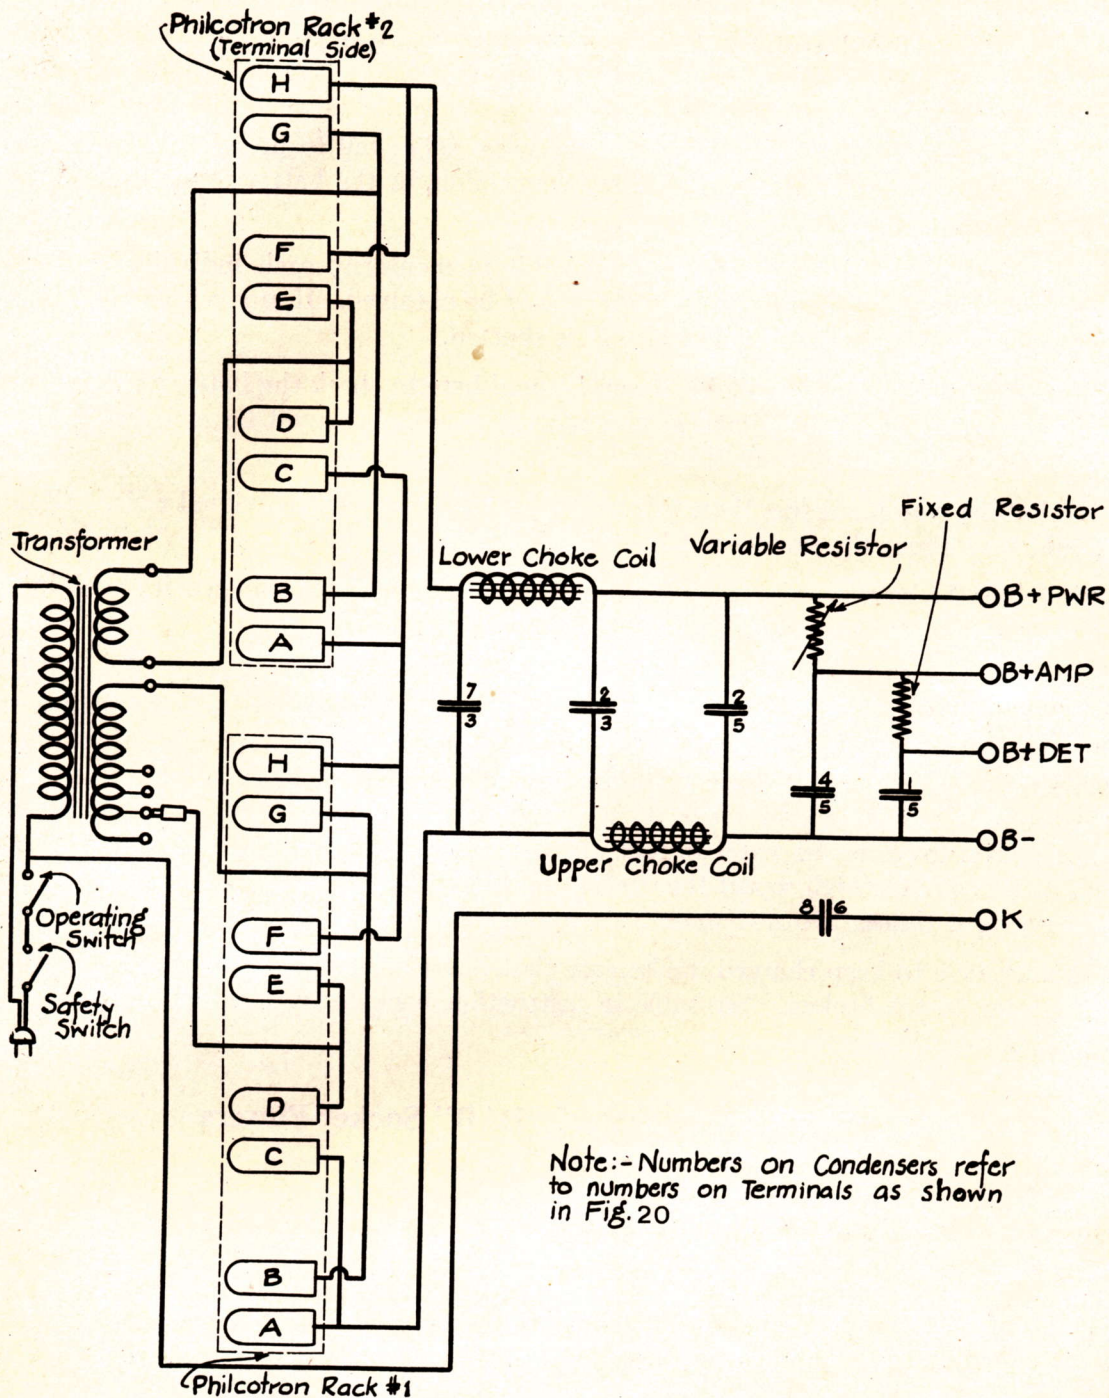 Philcotron Rack #2
(Terminal Side)
H
G
F
E
D
C
B
A
Transformer
Lower Choke Coil
Variable Resistor
Fixed Resistor
B+PWR
B+AMP
B+DET
B-
K
7
3
2
3
2
5
4
5
1
5
8 6
Upper Choke Coil
Operating
Switch
Safety
Switch
H
G
F
E
D
C
B
A
Philcotron Rack #1
Note:- Numbers on Condensers refer
to numbers on Terminals as shown
in Fig. 20